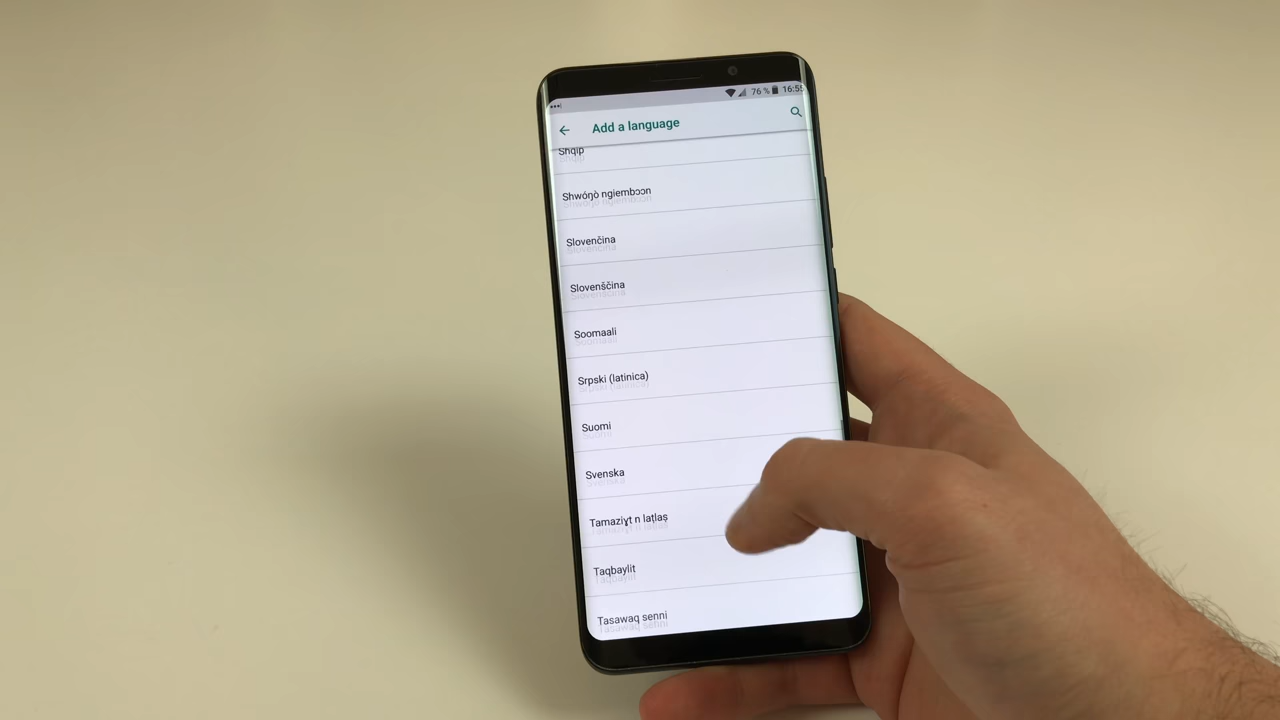 76 % 16:55
Add a language
Shqip
Shwóŋò ngiembɔɔn
Slovenčina
Slovenščina
Soomaali
Srpski (latinica)
Suomi
Svenska
Tamaziɣt n laṭlaṣ
Taqbaylit
Tasawaq senni